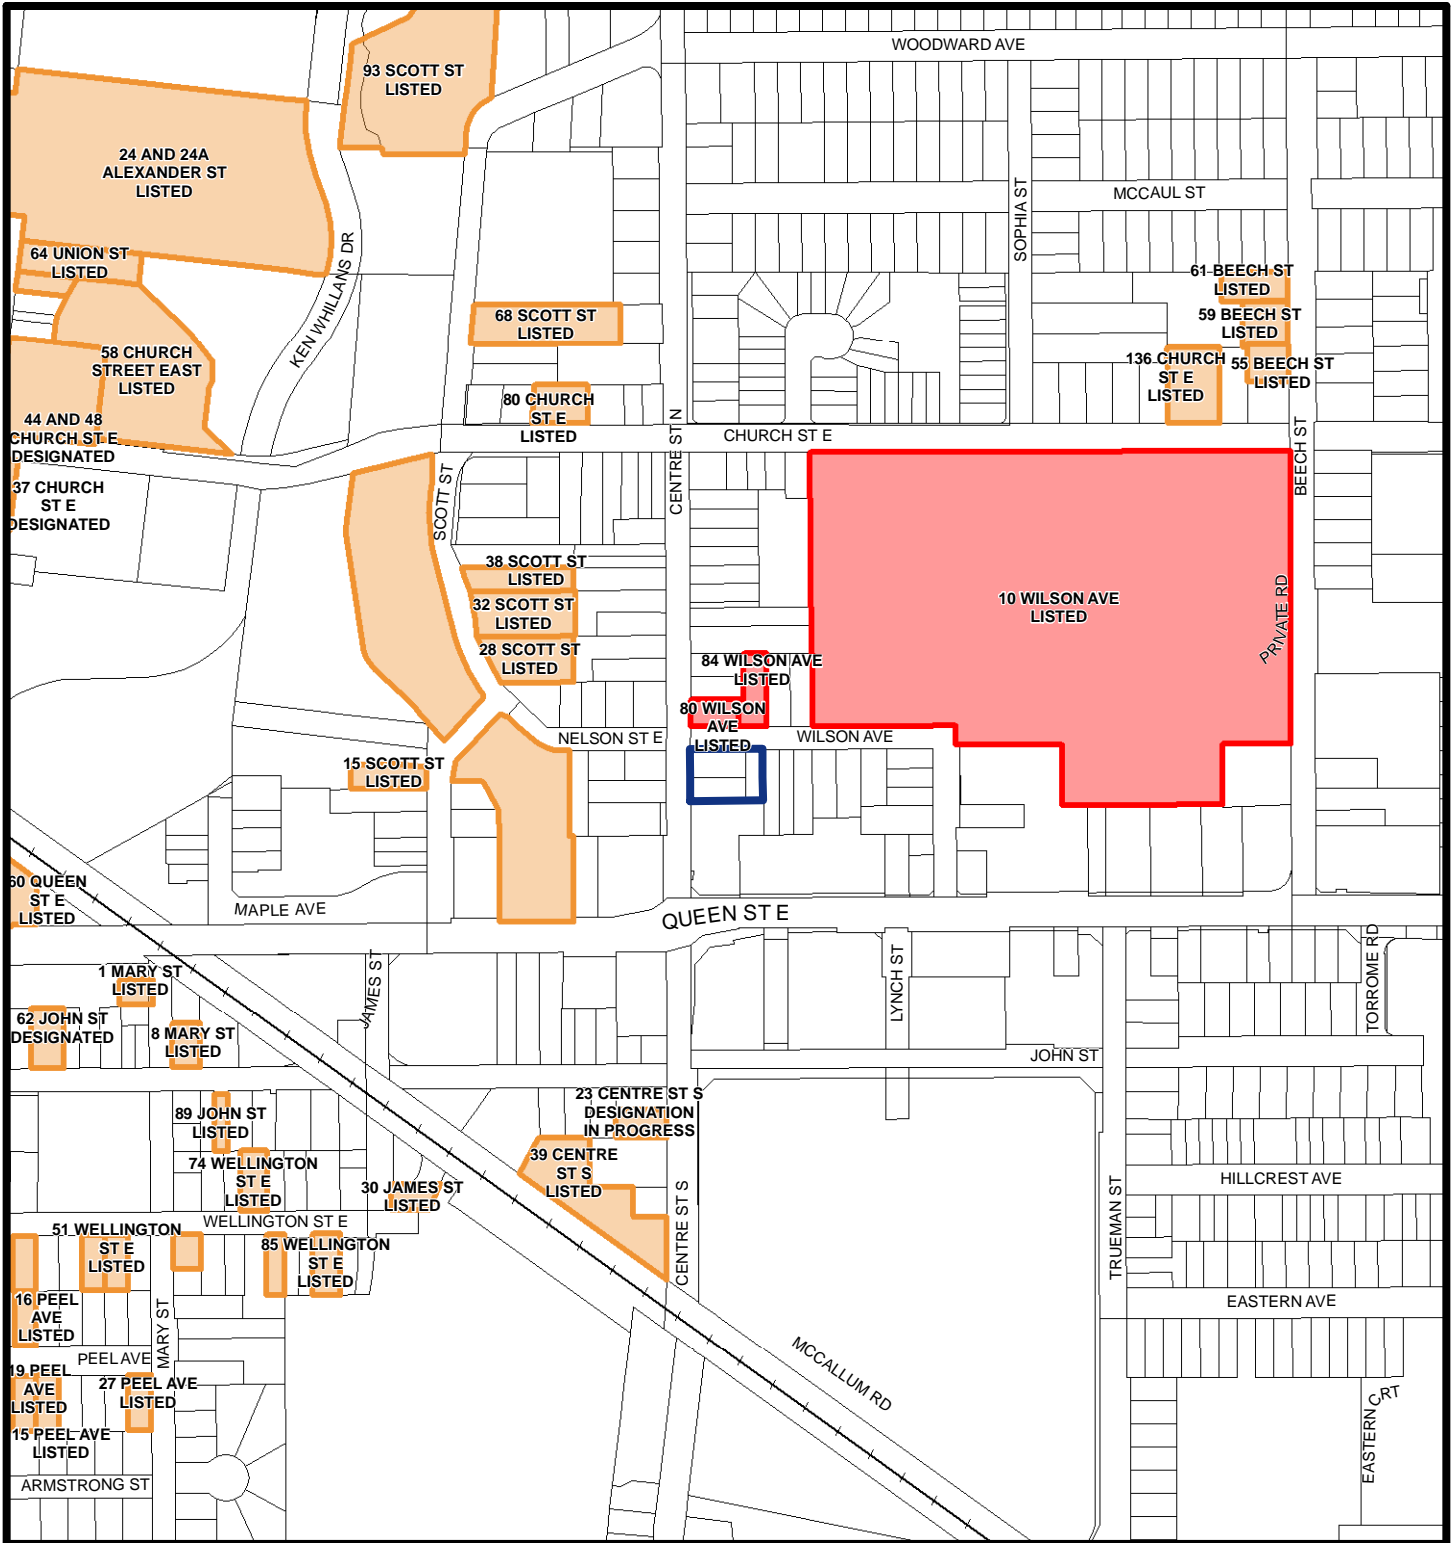 WOODWARD AVE
93 SCOTT ST
LISTED
24 AND 24A
ALEXANDER ST
LISTED
MCCAUL ST
SOPHIA ST
64 UNION ST
LISTED
KEN WHILLANS DR
61 BEECH ST
LISTED
59 BEECH ST
LISTED
68 SCOTT ST
LISTED
58 CHURCH
STREET EAST
LISTED
136 CHURCH
ST E
LISTED
55 BEECH ST
LISTED
80 CHURCH
ST E
LISTED
44 AND 48
CHURCH ST E
DESIGNATED
CHURCH ST E
CENTRE ST N
BEECH ST
37 CHURCH
ST E
DESIGNATED
SCOTT ST
38 SCOTT ST
LISTED
32 SCOTT ST
LISTED
28 SCOTT ST
LISTED
10 WILSON AVE
LISTED
PRIVATE RD
84 WILSON AVE
LISTED
80 WILSON
AVE
LISTED
NELSON ST E
WILSON AVE
15 SCOTT ST
LISTED
60 QUEEN
ST E
LISTED
MAPLE AVE
QUEEN ST E
1 MARY ST
LISTED
JAMES ST
LYNCH ST
TORROME RD
62 JOHN ST
DESIGNATED
8 MARY ST
LISTED
JOHN ST
23 CENTRE ST S
DESIGNATION
IN PROGRESS
89 JOHN ST
LISTED
39 CENTRE
ST S
LISTED
74 WELLINGTON
ST E
LISTED
30 JAMES ST
LISTED
HILLCREST AVE
WELLINGTON ST E
CENTRE ST S
TRUEMAN ST
51 WELLINGTON
ST E
LISTED
85 WELLINGTON
ST E
LISTED
16 PEEL
AVE
LISTED
MARY ST
EASTERN AVE
PEEL AVE
MCCALLUM RD
19 PEEL
AVE
LISTED
27 PEEL AVE
LISTED
15 PEEL AVE
LISTED
EASTERN CRT
ARMSTRONG ST